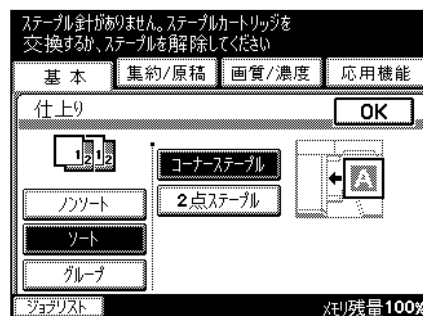 ステープル針がありません。ステープルカートリッジを
交換するか、ステープルを解除してください
基本 集約/原稿 画質/濃度 応用機能
仕上り OK
1 2 1 2
コーナーステープル
A
ノンソート 2点ステープル
ソート
グループ
ジョブリスト メモリ残量100%